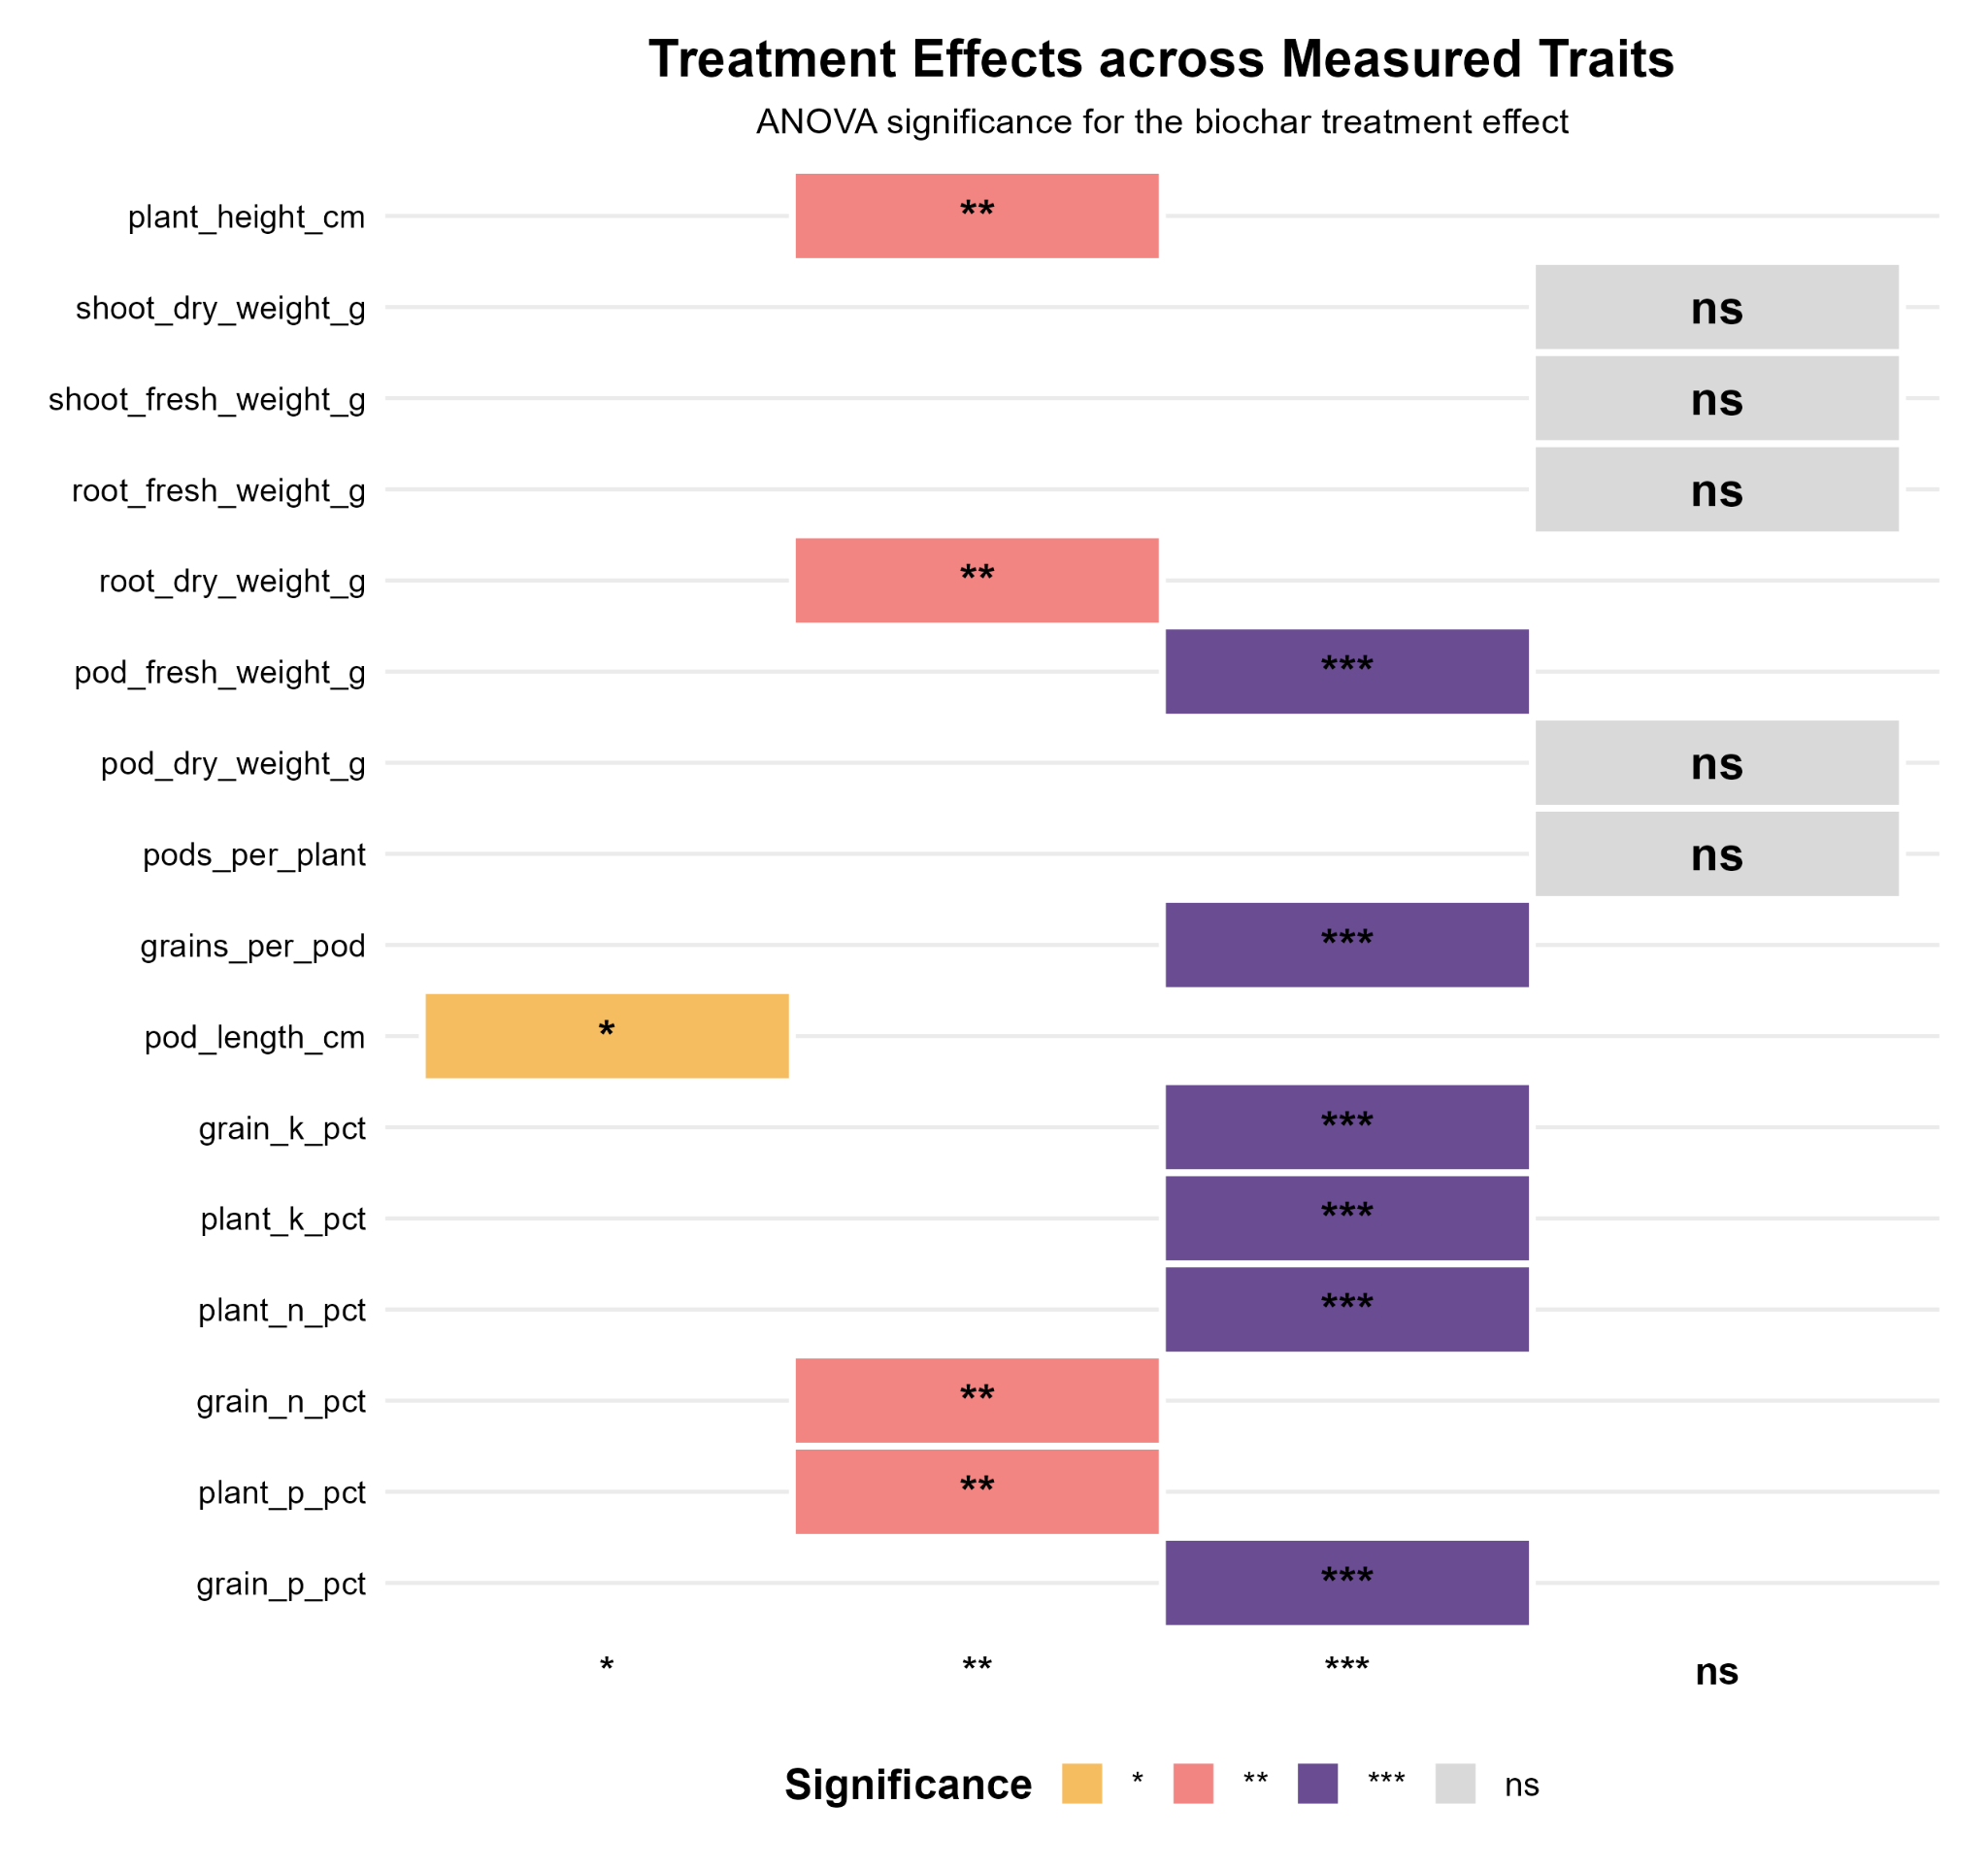 Treatment Effects across Measured Traits
ANOVA significance for the biochar treatment effect
plant_height_cm **
shoot_dry_weight_g ns
shoot_fresh_weight_g ns
root_fresh_weight_g ns
root_dry_weight_g **
pod_fresh_weight_g ***
pod_dry_weight_g ns
pods_per_plant ns
grains_per_pod ***
pod_length_cm *
grain_k_pct ***
plant_k_pct ***
plant_n_pct ***
grain_n_pct **
plant_p_pct **
grain_p_pct ***
* ** *** ns
Significance * ** *** ns